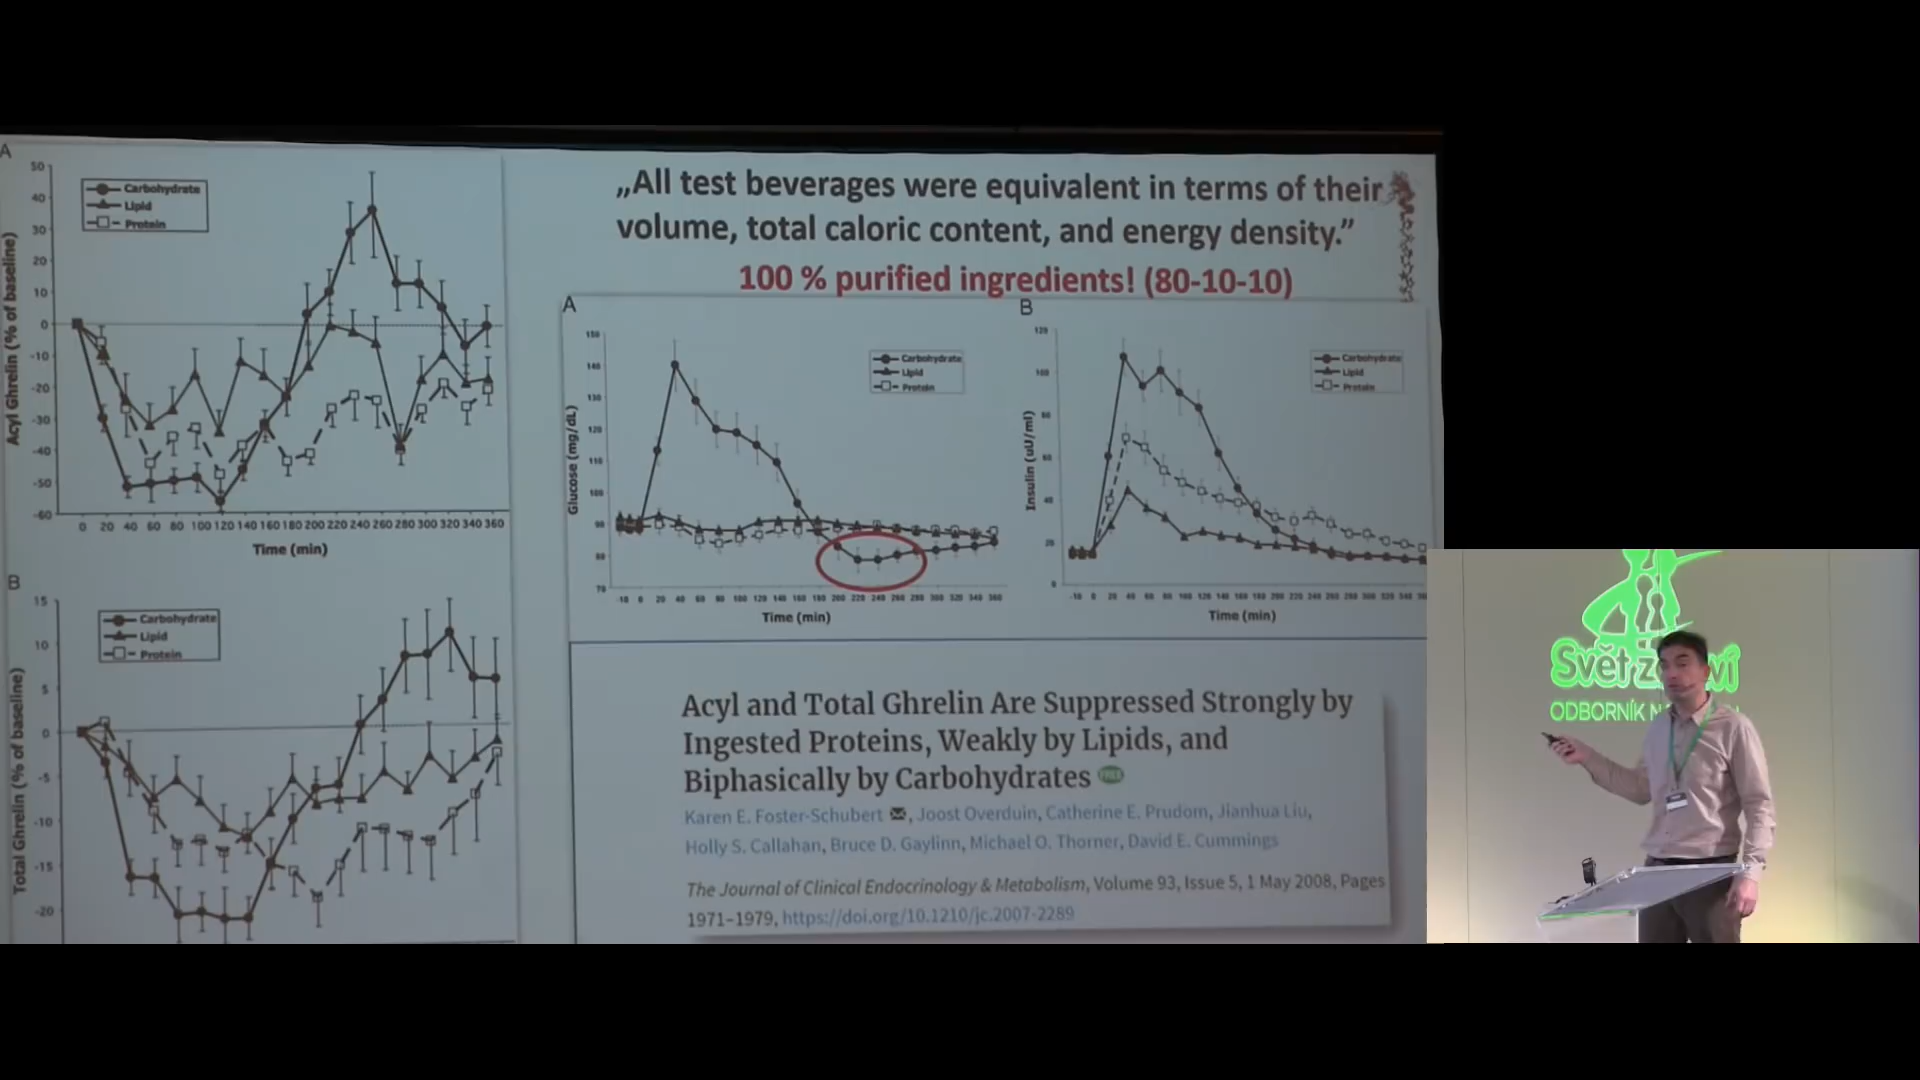 A
50
40
30
20
10
0
-10
-20
-30
-40
-50
-60
Acyl Ghrelin (% of baseline)
Carbohydrate
Lipid
Protein
0 20 40 60 80 100 120 140 160 180 200 220 240 260 280 300 320 340 360
Time (min)
B
15
10
5
0
-5
-10
-15
-20
Total Ghrelin (% of baseline)
Carbohydrate
Lipid
Protein
„All test beverages were equivalent in terms of their
volume, total caloric content, and energy density.”
100 % purified ingredients! (80-10-10)
A
150
140
130
120
110
100
90
80
70
Glucose (mg/dL)
Carbohydrate
Lipid
Protein
-10 0 20 40 60 80 100 120 140 160 180 200 220 240 260 280 300 320 340 360
Time (min)
B
120
100
80
60
40
20
0
Insulin (uU/ml)
Carbohydrate
Lipid
Protein
-10 0 20 40 60 80 100 120 140 160 180 200 220 240 260 280 300 320 340
Time (min)
Acyl and Total Ghrelin Are Suppressed Strongly by
Ingested Proteins, Weakly by Lipids, and
Biphasically by Carbohydrates FREE
Karen E. Foster-Schubert, Joost Overduin, Catherine E. Prudom, Jianhua Liu,
Holly S. Callahan, Bruce D. Gaylinn, Michael O. Thorner, David E. Cummings
The Journal of Clinical Endocrinology & Metabolism, Volume 93, Issue 5, 1 May 2008, Pages
1971–1979, https://doi.org/10.1210/jc.2007-2289
Svět z ví
ODBORNÍK N